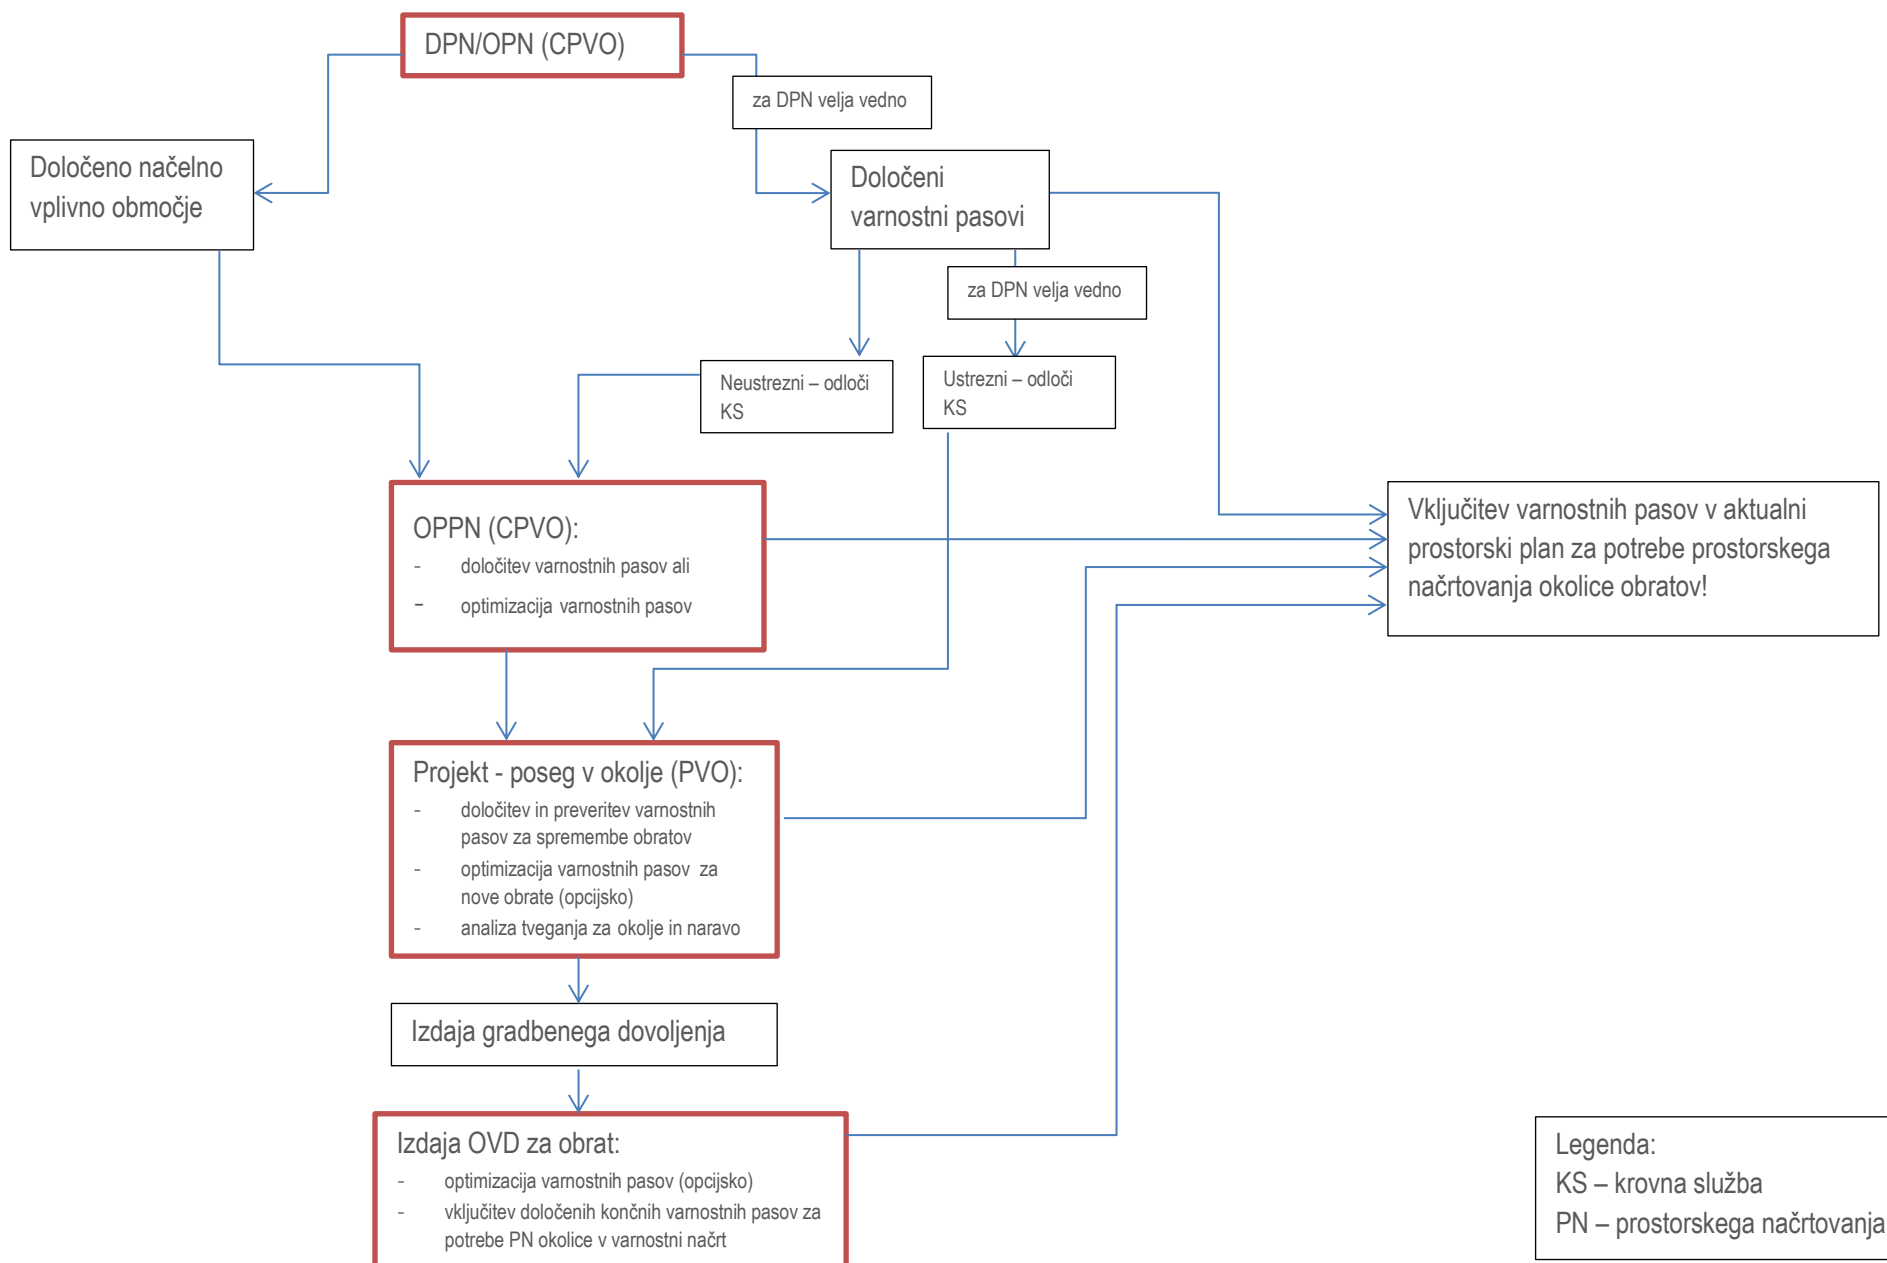 DPN/OPN (CPVO)
za DPN velja vedno
Določeno načelno
vplivno območje
Določeni
varnostni pasovi
za DPN velja vedno
Neustrezni – odloči
KS
Ustrezni – odloči
KS
OPPN (CPVO):
- določitev varnostnih pasov ali
- optimizacija varnostnih pasov
Vključitev varnostnih pasov v aktualni
prostorski plan za potrebe prostorskega
načrtovanja okolice obratov!
Projekt - poseg v okolje (PVO):
- določitev in preveritev varnostnih
pasov za spremembe obratov
- optimizacija varnostnih pasov za
nove obrate (opcijsko)
- analiza tveganja za okolje in naravo
Izdaja gradbenega dovoljenja
Izdaja OVD za obrat:
- optimizacija varnostnih pasov (opcijsko)
- vključitev določenih končnih varnostnih pasov za
potrebe PN okolice v varnostni načrt
Legenda:
KS – krovna služba
PN – prostorskega načrtovanja